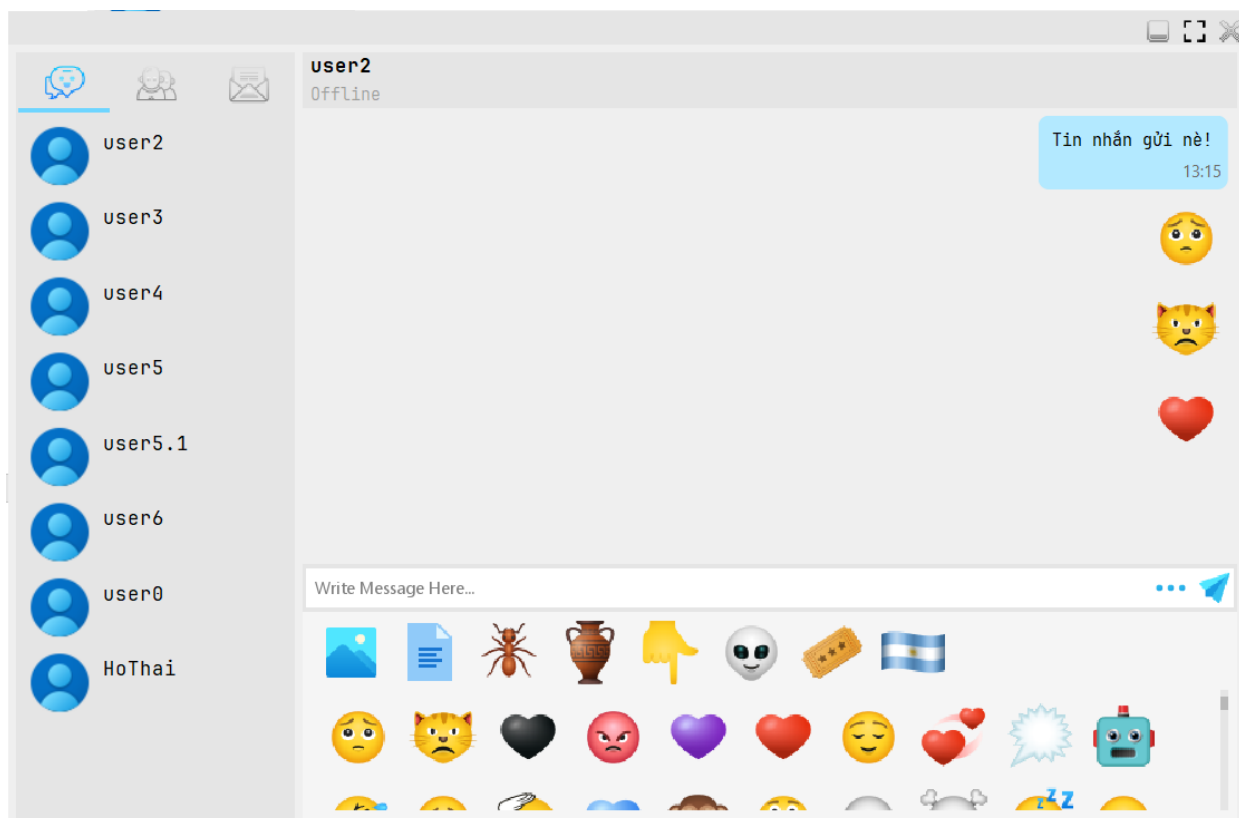 user2
Offline
user2
user3
user4
user5
user5.1
user6
user0
HoThai
Tin nhắn gửi nè!
13:15
Write Message Here...